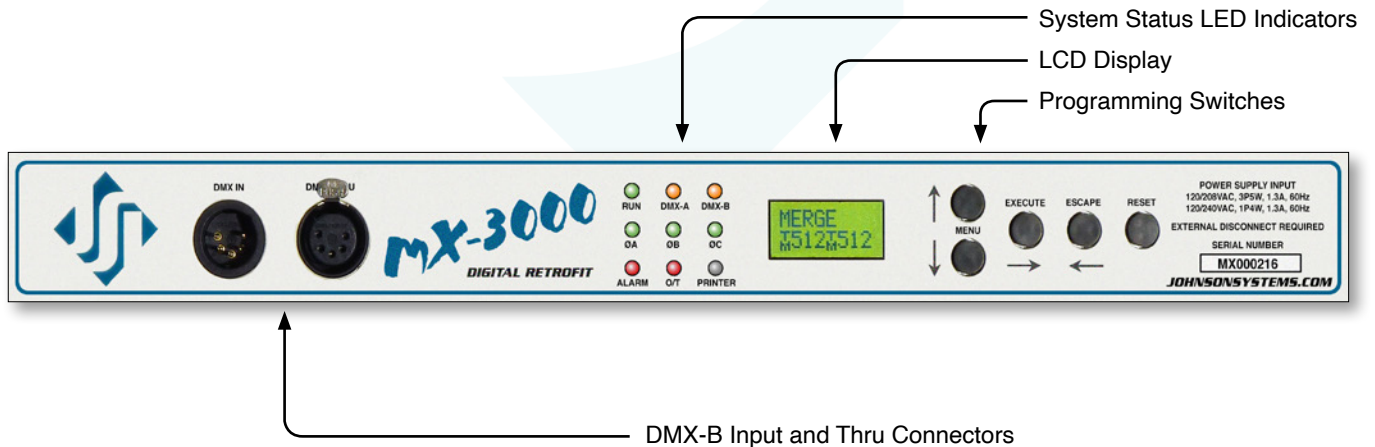 System Status LED Indicators
LCD Display
Programming Switches
DMX IN
MX-3000
DIGITAL RETROFIT
RUN DMX-A DMX-B
ØA ØB ØC
ALARM O/T PRINTER
MERGE
TM512TM512
MENU
EXECUTE ESCAPE RESET
POWER SUPPLY INPUT
120/208VAC, 3P5W, 1.3A, 60Hz
120/240VAC, 1P4W, 1.3A, 60Hz
EXTERNAL DISCONNECT REQUIRED
SERIAL NUMBER
MX000216
JOHNSONSYSTEMS.COM
DMX-B Input and Thru Connectors